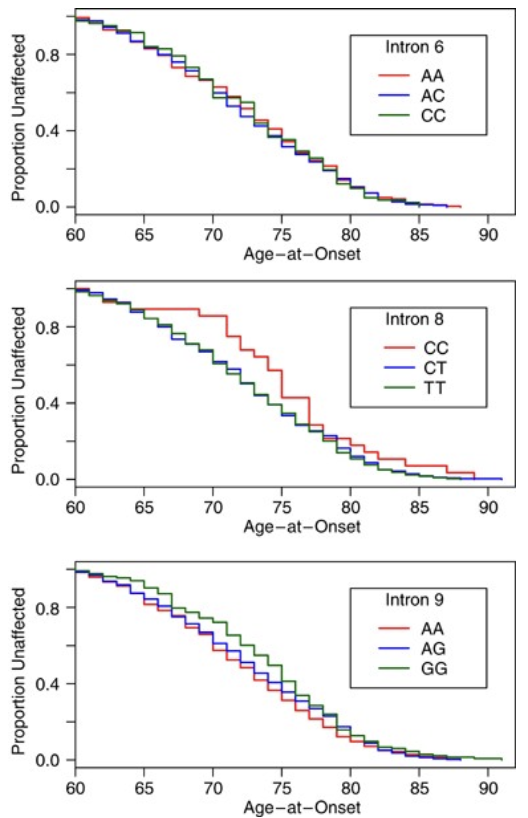 Proportion Unaffected
0.8
0.4
0.0
Intron 6
AA
AC
CC
60 65 70 75 80 85 90
Age-at-Onset
Proportion Unaffected
0.8
0.4
0.0
Intron 8
CC
CT
TT
60 65 70 75 80 85 90
Age-at-Onset
Proportion Unaffected
0.8
0.4
0.0
Intron 9
AA
AG
GG
60 65 70 75 80 85 90
Age-at-Onset